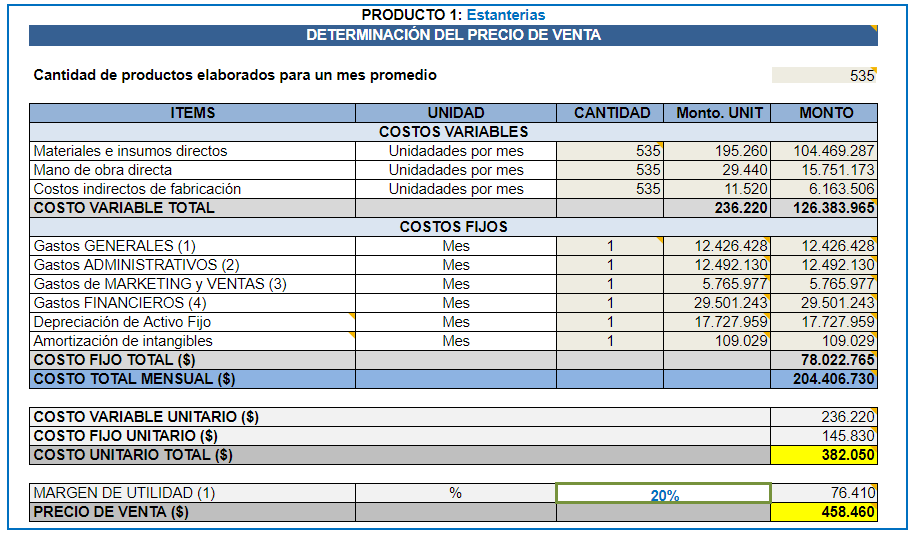 PRODUCTO 1: Estanterias
DETERMINACIÓN DEL PRECIO DE VENTA
Cantidad de productos elaborados para un mes promedio 535
ITEMS UNIDAD CANTIDAD Monto. UNIT MONTO
COSTOS VARIABLES
Materiales e insumos directos Unidadades por mes 535 195.260 104.469.287
Mano de obra directa Unidadades por mes 535 29.440 15.751.173
Costos indirectos de fabricación Unidadades por mes 535 11.520 6.163.506
COSTO VARIABLE TOTAL 236.220 126.383.965
COSTOS FIJOS
Gastos GENERALES (1) Mes 1 12.426.428 12.426.428
Gastos ADMINISTRATIVOS (2) Mes 1 12.492.130 12.492.130
Gastos de MARKETING y VENTAS (3) Mes 1 5.765.977 5.765.977
Gastos FINANCIEROS (4) Mes 1 29.501.243 29.501.243
Depreciación de Activo Fijo Mes 1 17.727.959 17.727.959
Amortización de intangibles Mes 1 109.029 109.029
COSTO FIJO TOTAL ($) 78.022.765
COSTO TOTAL MENSUAL ($) 204.406.730
COSTO VARIABLE UNITARIO ($) 236.220
COSTO FIJO UNITARIO ($) 145.830
COSTO UNITARIO TOTAL ($) 382.050
MARGEN DE UTILIDAD (1) % 20% 76.410
PRECIO DE VENTA ($) 458.460